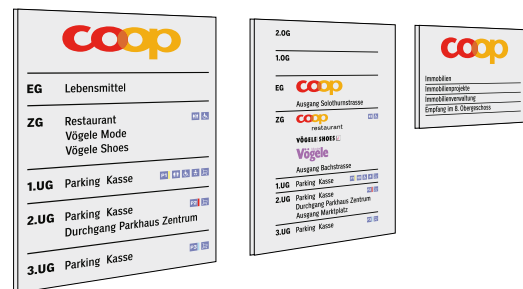 coop
EG Lebensmittel
ZG Restaurant
Vögele Mode
Vögele Shoes
1.UG Parking Kasse
2.UG Parking Kasse
Durchgang Parkhaus Zentrum
3.UG Parking Kasse
2.OG
1.OG
EG coop
Ausgang Solothurnstrasse
ZG coop
restaurant
VÖGELE SHOES
Vögele
Ausgang Bachstrasse
1.UG Parking Kasse
2.UG Parking Kasse
Durchgang Parkhaus Zentrum
Ausgang Marktplatz
3.UG Parking Kasse
coop
Immobilien
Immobilienprojekte
Immobilienverwaltung
Empfang im 8. Obergeschoss